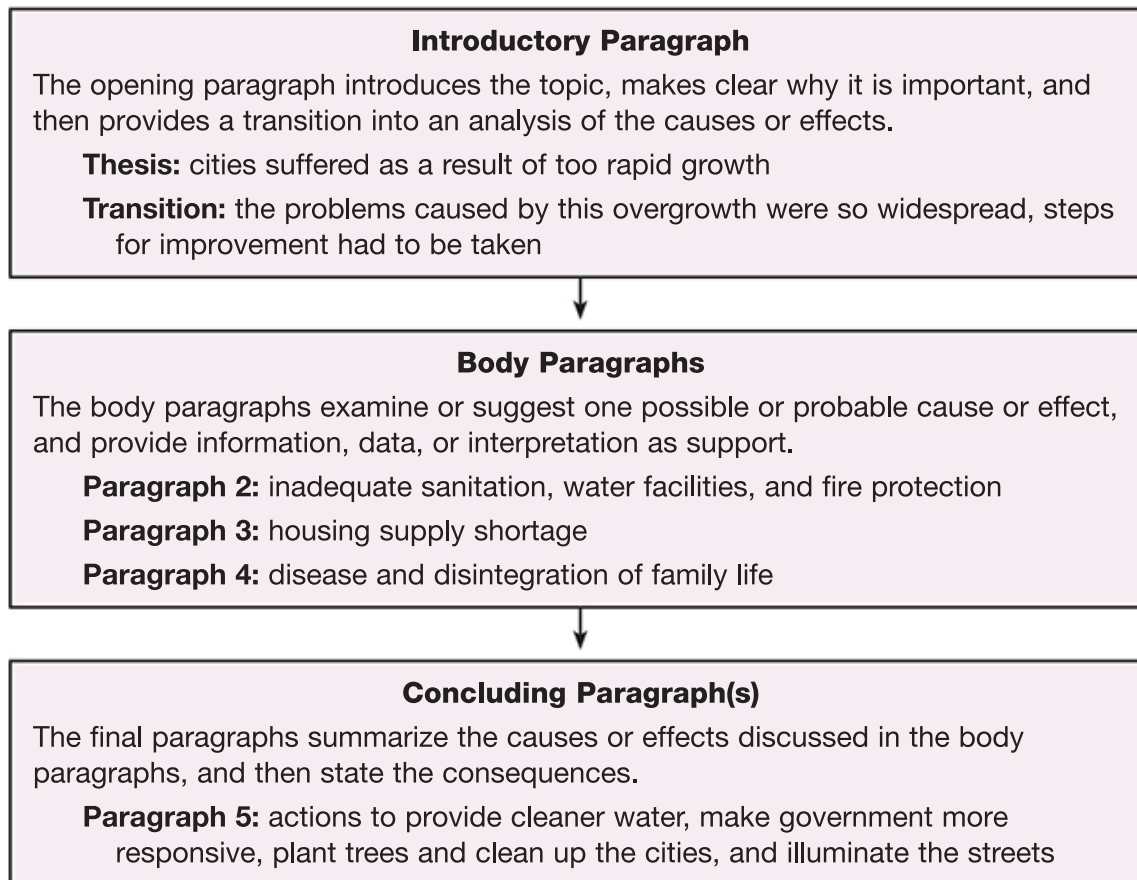 Introductory Paragraph
The opening paragraph introduces the topic, makes clear why it is important, and
then provides a transition into an analysis of the causes or effects.
Thesis: cities suffered as a result of too rapid growth
Transition: the problems caused by this overgrowth were so widespread, steps
for improvement had to be taken
Body Paragraphs
The body paragraphs examine or suggest one possible or probable cause or effect,
and provide information, data, or interpretation as support.
Paragraph 2: inadequate sanitation, water facilities, and fire protection
Paragraph 3: housing supply shortage
Paragraph 4: disease and disintegration of family life
Concluding Paragraph(s)
The final paragraphs summarize the causes or effects discussed in the body
paragraphs, and then state the consequences.
Paragraph 5: actions to provide cleaner water, make government more
responsive, plant trees and clean up the cities, and illuminate the streets